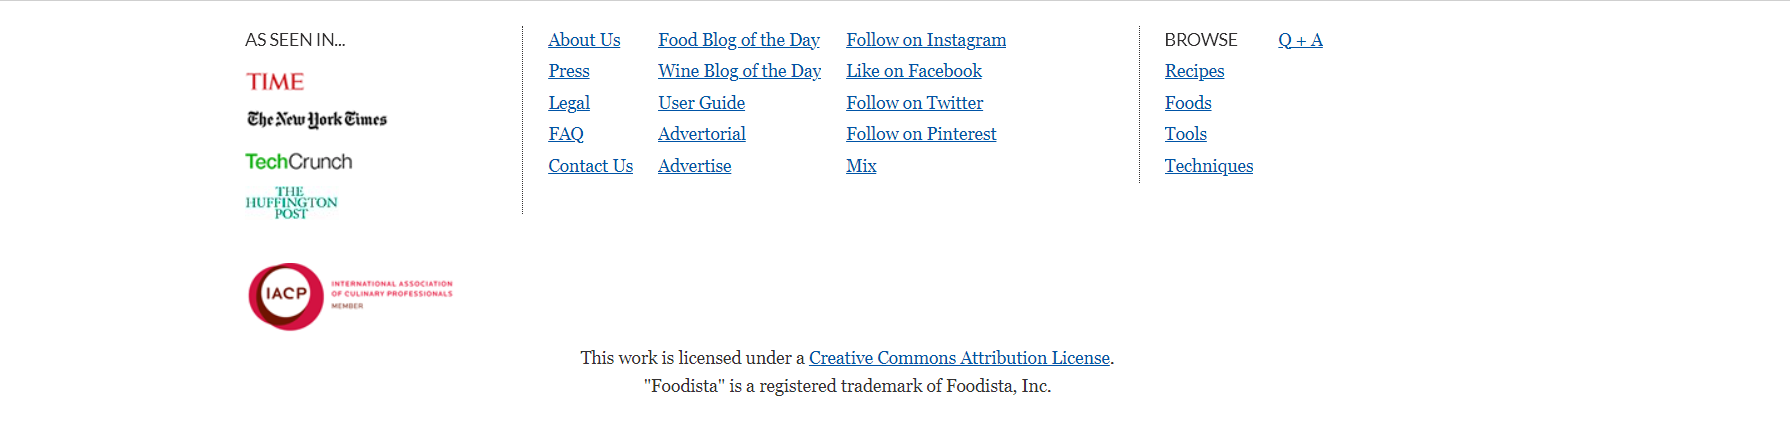 AS SEEN IN...
TIME
The New York Times
TechCrunch
THE
HUFFINGTON
POST
IACP
INTERNATIONAL ASSOCIATION
OF CULINARY PROFESSIONALS
MEMBER
About Us
Press
Legal
FAQ
Contact Us
Food Blog of the Day
Wine Blog of the Day
User Guide
Advertorial
Advertise
Follow on Instagram
Like on Facebook
Follow on Twitter
Follow on Pinterest
Mix
BROWSE
Recipes
Foods
Tools
Techniques
Q + A
This work is licensed under a Creative Commons Attribution License.
"Foodista" is a registered trademark of Foodista, Inc.